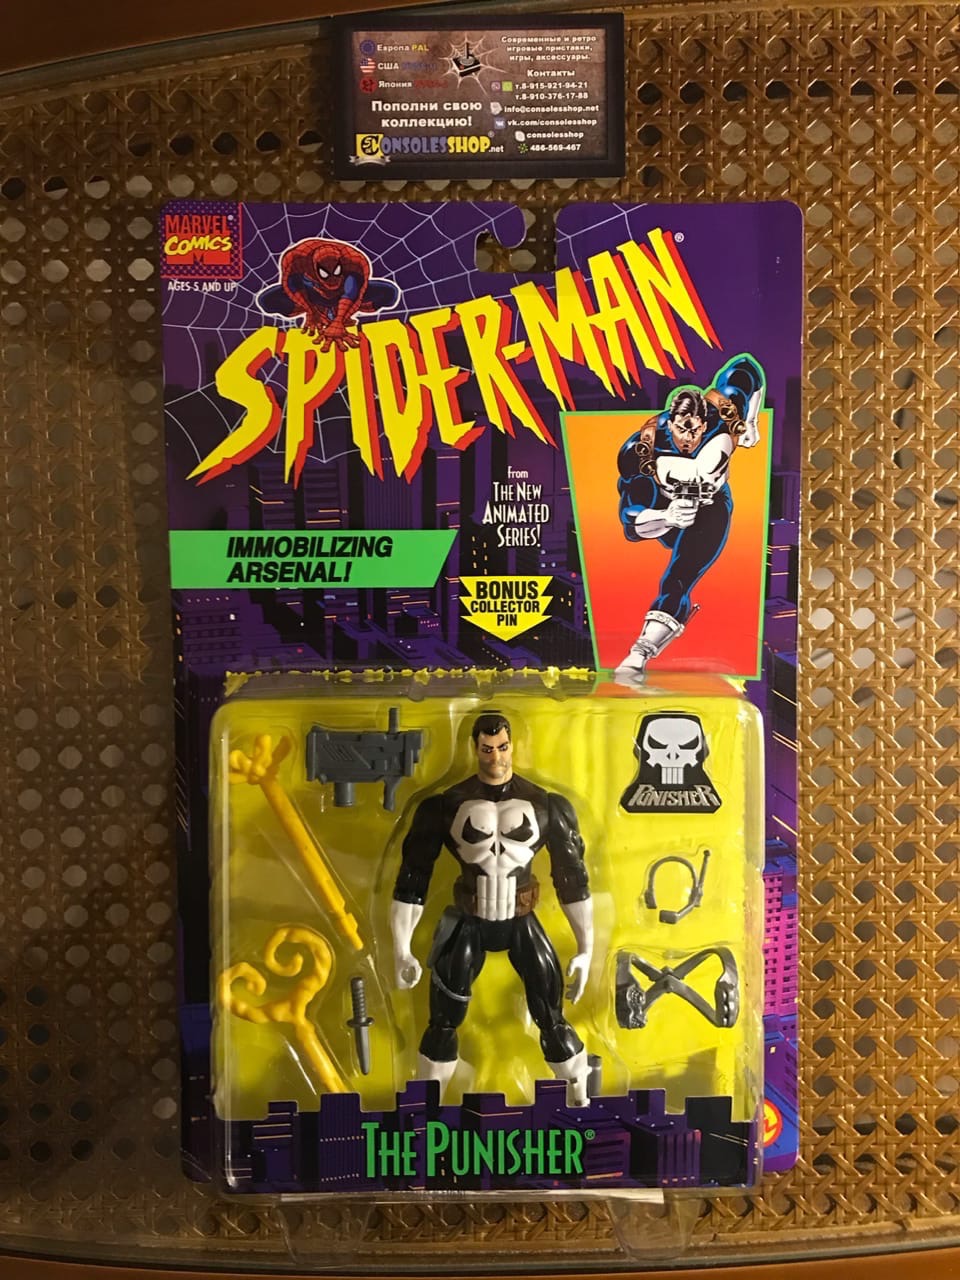 Европа PAL
США
Япония
Пополни свою
коллекцию!
CONSOLESSHOP.net
Современные и ретро
игровые приставки,
игры, аксессуары.
Контакты
т.8-915-921-94-21
т.8-910-376-17-88
info@consolesshop.net
vk.com/consolesshop
consolesshop
486-569-467
MARVEL®
COMICS
AGES 5 AND UP
SPIDER-MAN®
from
THE NEW
ANIMATED
SERIES!
IMMOBILIZING
ARSENAL!
BONUS
COLLECTOR
PIN
PUNISHER
THE PUNISHER®